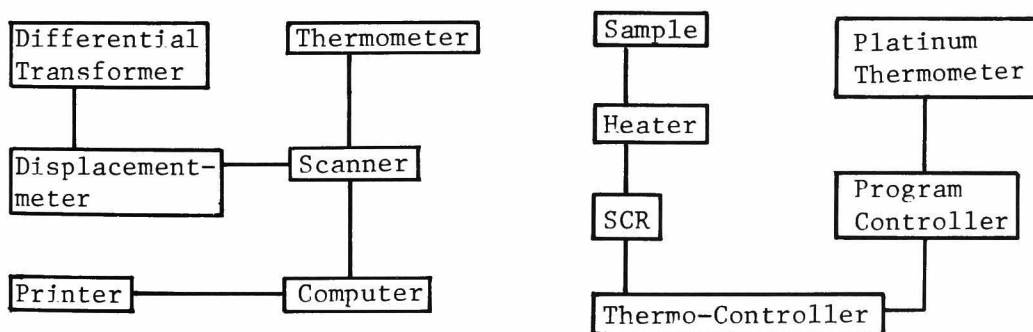 Differential
Transformer
Thermometer
Displacement-
meter
Scanner
Printer
Computer
Sample
Platinum
Thermometer
Heater
SCR
Program
Controller
Thermo-Controller